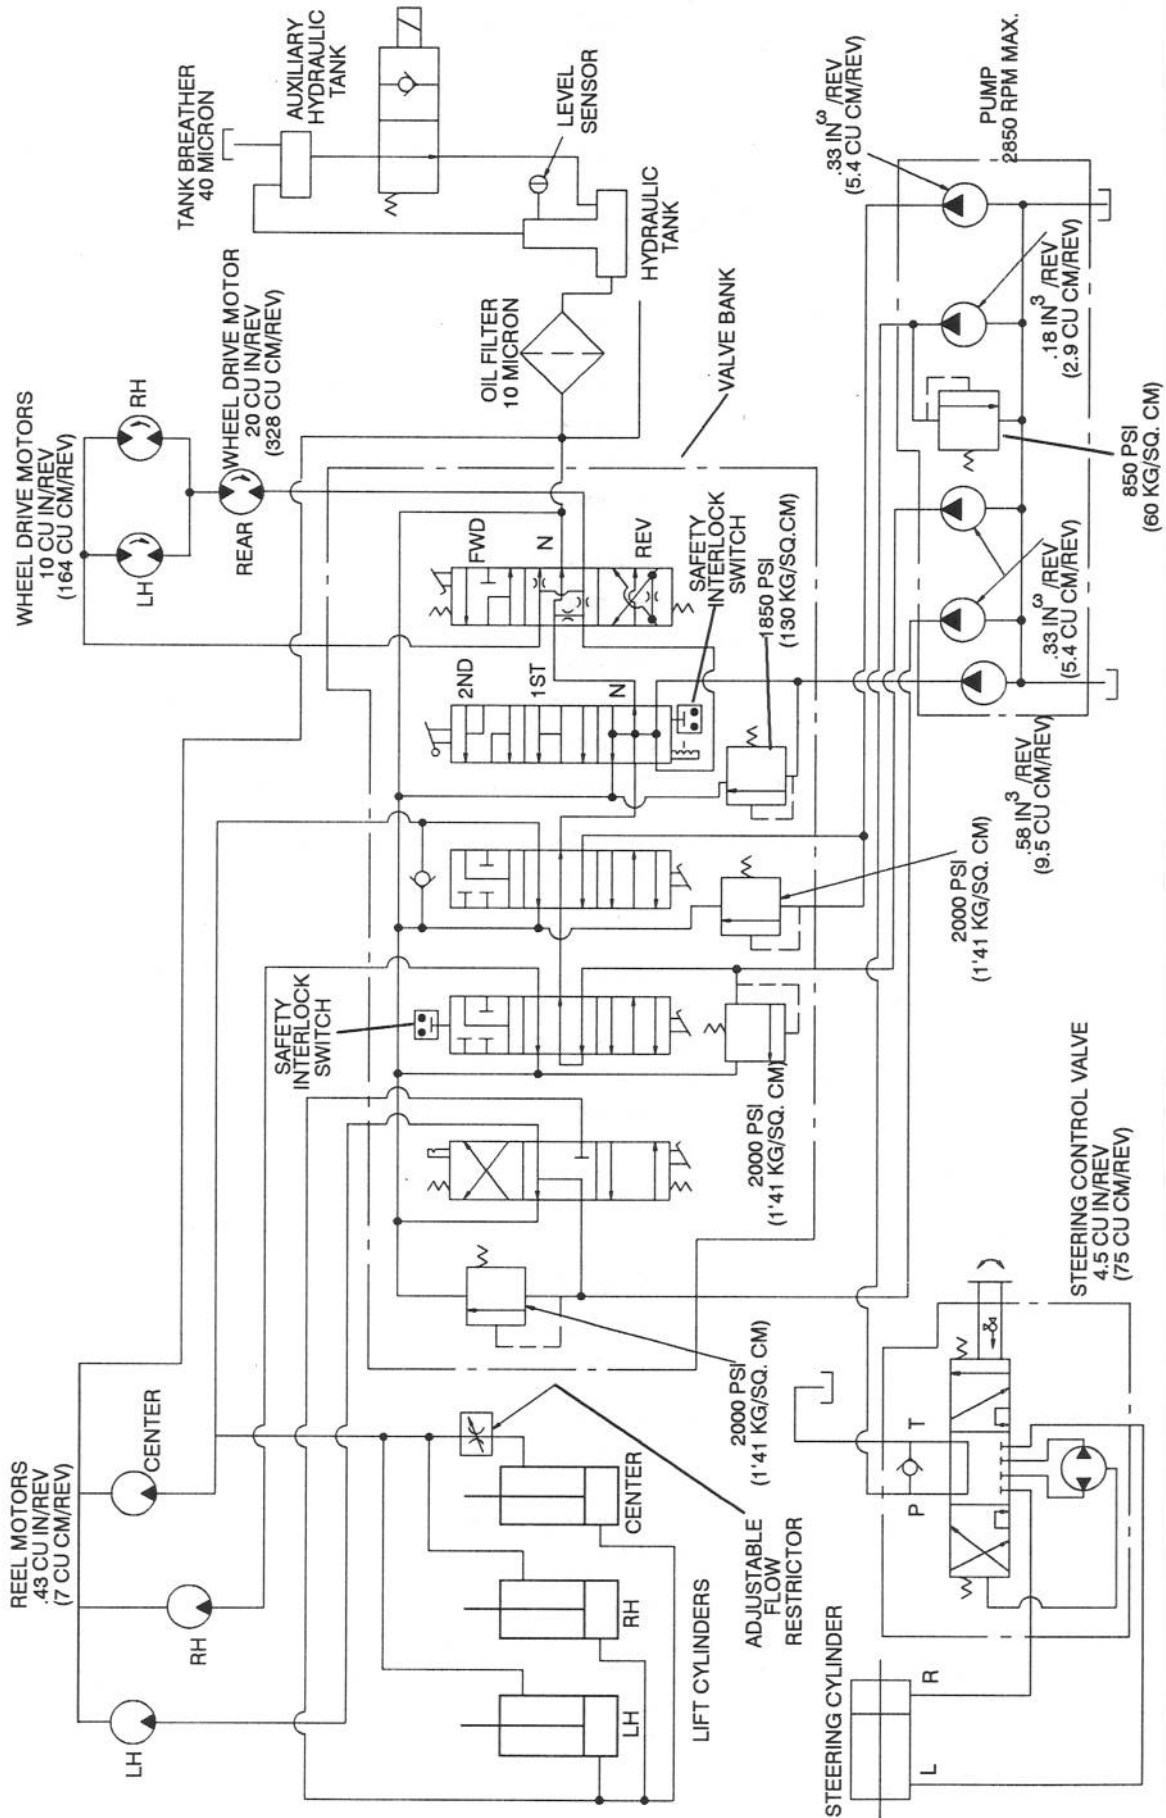 REEL MOTORS
.43 CU IN/REV
(7 CU CM/REV)
LH
RH
CENTER
WHEEL DRIVE MOTORS
10 CU IN/REV
(164 CU CM/REV)
LH
RH
REAR
WHEEL DRIVE MOTOR
20 CU IN/REV
(328 CU CM/REV)
TANK BREATHER
40 MICRON
AUXILIARY
HYDRAULIC
TANK
LEVEL
SENSOR
HYDRAULIC
TANK
OIL FILTER
10 MICRON
VALVE BANK
SAFETY
INTERLOCK
SWITCH
2ND
1ST
N
FWD
N
REV
SAFETY
INTERLOCK
SWITCH
1850 PSI
(130 KG/SQ.CM)
2000 PSI
(1'41 KG/SQ. CM)
2000 PSI
(1'41 KG/SQ. CM)
2000 PSI
(1'41 KG/SQ. CM)
LH
RH
CENTER
LIFT CYLINDERS
ADJUSTABLE
FLOW
RESTRICTOR
STEERING CYLINDER
L
R
P
T
STEERING CONTROL VALVE
4.5 CU IN/REV
(75 CU CM/REV)
.58 IN3 /REV
(9.5 CU CM/REV)
.33 IN3 /REV
(5.4 CU CM/REV)
850 PSI
(60 KG/SQ. CM)
.18 IN3 /REV
(2.9 CU CM/REV)
.33 IN3 /REV
(5.4 CU CM/REV)
PUMP
2850 RPM MAX.